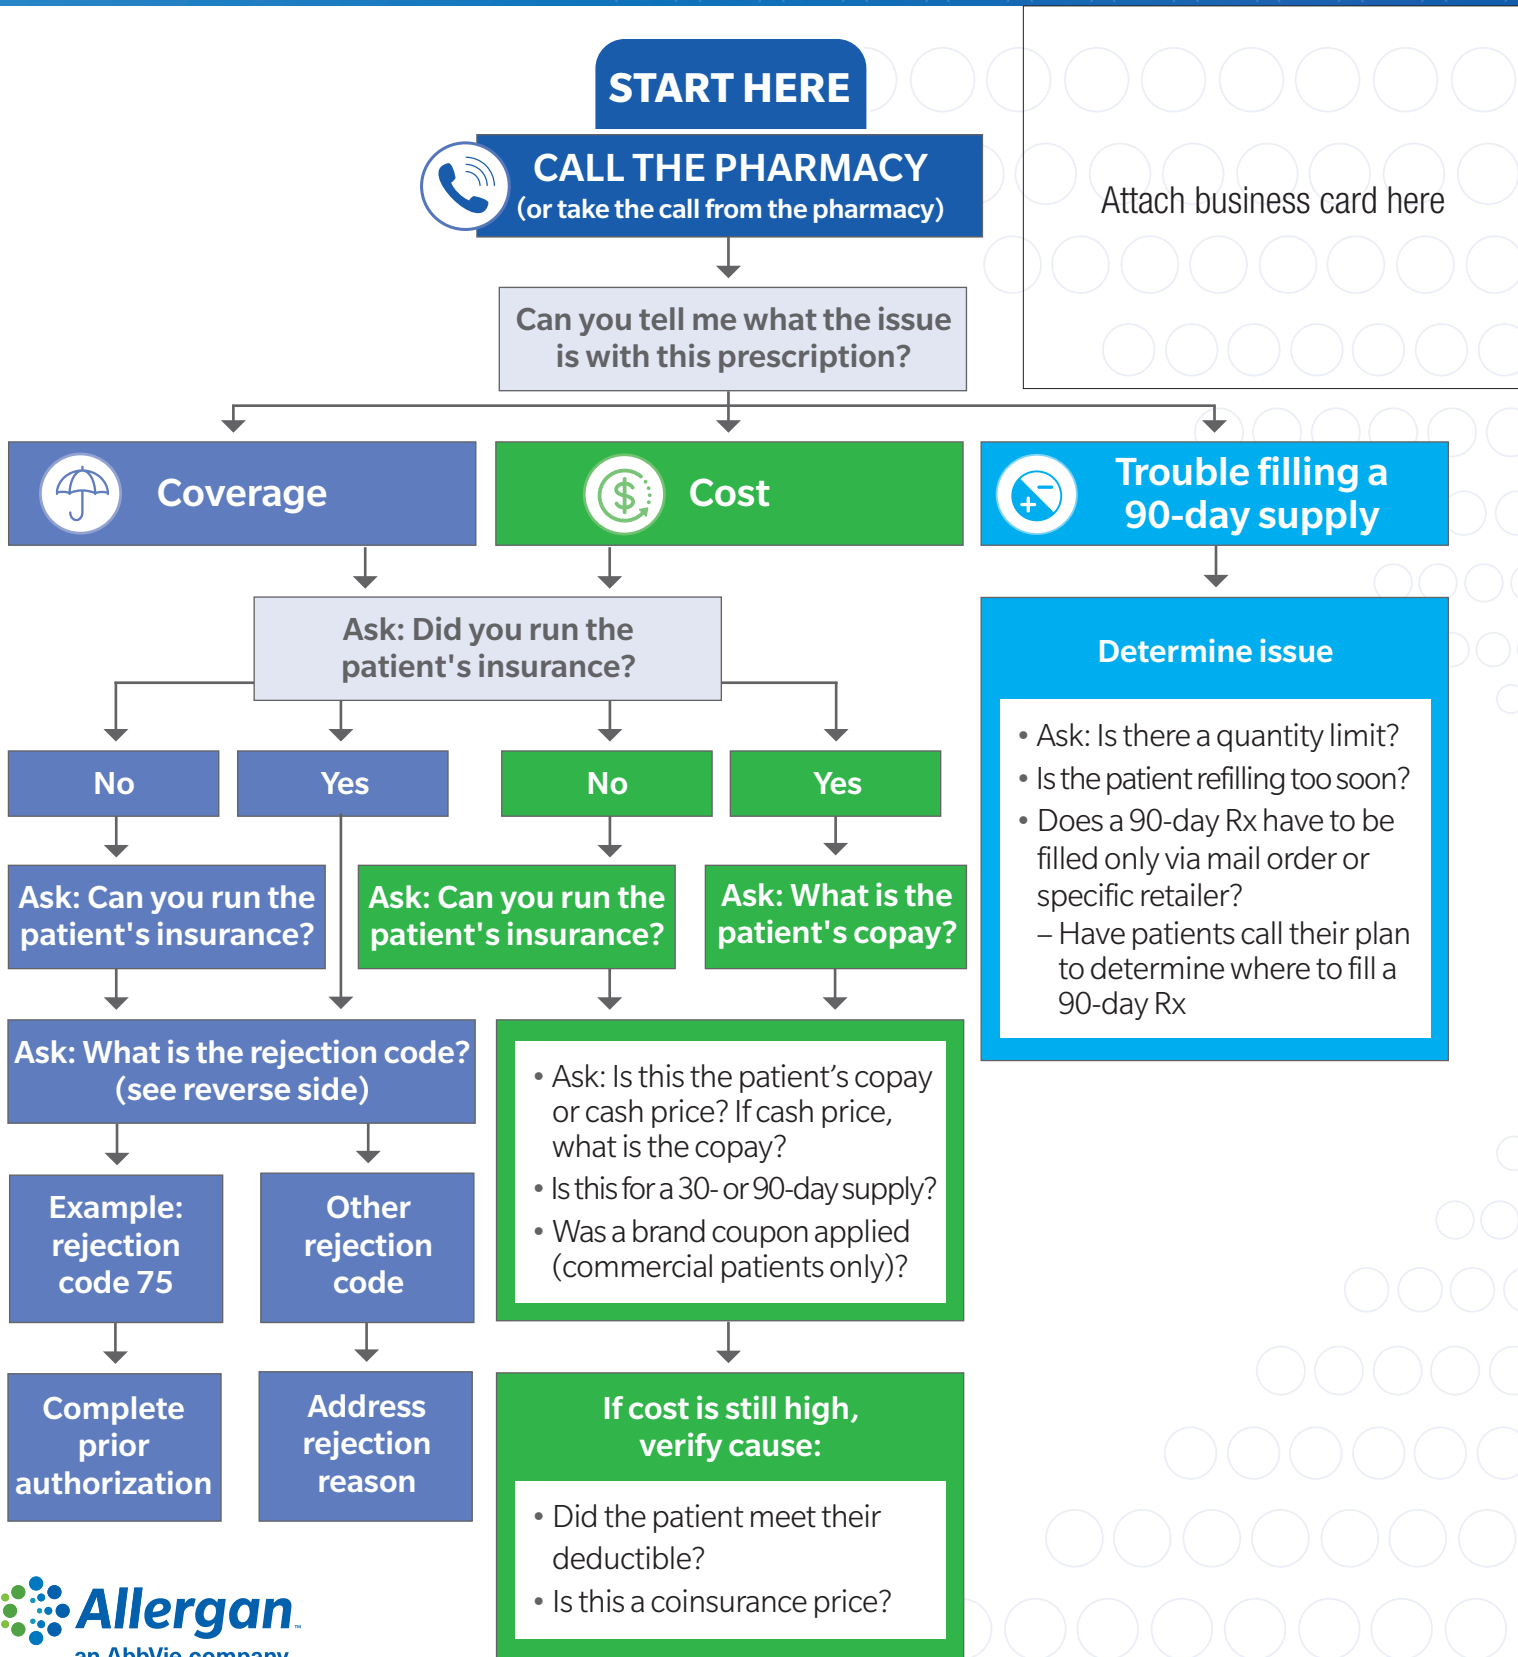 START HERE
CALL THE PHARMACY
(or take the call from the pharmacy)
Attach business card here
Can you tell me what the issue
is with this prescription?
Coverage
Cost
Trouble filling a
90-day supply
Ask: Did you run the
patient's insurance?
No
Yes
No
Yes
Ask: Can you run the
patient's insurance?
Ask: Can you run the
patient's insurance?
Ask: What is the
patient's copay?
Determine issue
• Ask: Is there a quantity limit?
• Is the patient refilling too soon?
• Does a 90-day Rx have to be
filled only via mail order or
specific retailer?
– Have patients call their plan
to determine where to fill a
90-day Rx
Ask: What is the rejection code?
(see reverse side)
Example:
rejection
code 75
Other
rejection
code
Complete
prior
authorization
Address
rejection
reason
• Ask: Is this the patient’s copay
or cash price? If cash price,
what is the copay?
• Is this for a 30- or 90-day supply?
• Was a brand coupon applied
(commercial patients only)?
If cost is still high,
verify cause:
• Did the patient meet their
deductible?
• Is this a coinsurance price?
Allergan™
an AbbVie company